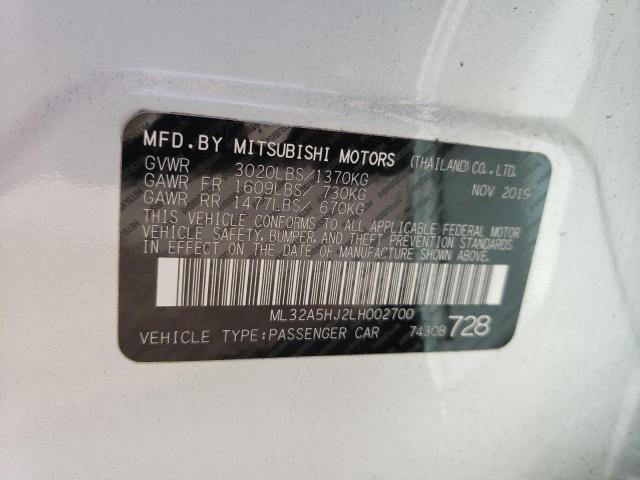 MFD.BY MITSUBISHI MOTORS (THAILAND) CO.,LTD.
GVWR 3020LBS/1370KG NOV 2019
GAWR FR 1609LBS/ 730KG
GAWR RR 1477LBS/ 670KG
THIS VEHICLE CONFORMS TO ALL APPLICABLE FEDERAL MOTOR
VEHICLE SAFETY, BUMPER, AND THEFT PREVENTION STANDARDS
IN EFFECT ON THE DATE OF MANUFACTURE SHOWN ABOVE.
ML32A5HJ2LH002700
VEHICLE TYPE:PASSENGER CAR 7430B 728